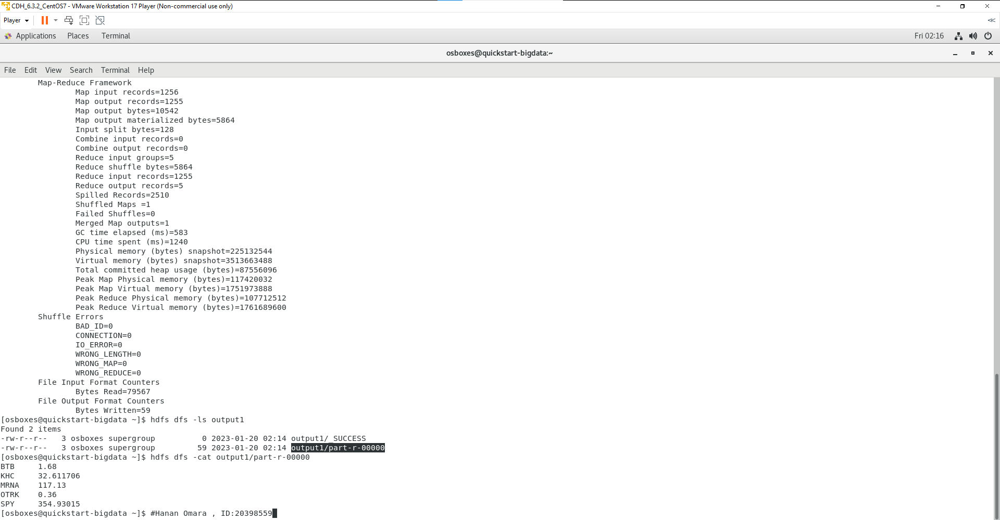 CDH_6.3.2_CentOS7 - VMware Workstation 17 Player (Non-commercial use only)
Player
Applications Places Terminal Fri 02:16
osboxes@quickstart-bigdata:~
File Edit View Search Terminal Help
Map-Reduce Framework
Map input records=1256
Map output records=1255
Map output bytes=10542
Map output materialized bytes=5864
Input split bytes=128
Combine input records=0
Combine output records=0
Reduce input groups=5
Reduce shuffle bytes=5864
Reduce input records=1255
Reduce output records=5
Spilled Records=2510
Shuffled Maps =1
Failed Shuffles=0
Merged Map outputs=1
GC time elapsed (ms)=583
CPU time spent (ms)=1240
Physical memory (bytes) snapshot=225132544
Virtual memory (bytes) snapshot=3513663488
Total committed heap usage (bytes)=87556096
Peak Map Physical memory (bytes)=117420032
Peak Map Virtual memory (bytes)=1751973888
Peak Reduce Physical memory (bytes)=107712512
Peak Reduce Virtual memory (bytes)=1761689600
Shuffle Errors
BAD_ID=0
CONNECTION=0
IO_ERROR=0
WRONG_LENGTH=0
WRONG_MAP=0
WRONG_REDUCE=0
File Input Format Counters
Bytes Read=79567
File Output Format Counters
Bytes Written=59
[osboxes@quickstart-bigdata ~]$ hdfs dfs -ls output1
Found 2 items
-rw-r--r--   3 osboxes supergroup          0 2023-01-20 02:14 output1/_SUCCESS
-rw-r--r--   3 osboxes supergroup         59 2023-01-20 02:14 output1/part-r-00000
[osboxes@quickstart-bigdata ~]$ hdfs dfs -cat output1/part-r-00000
BTB     1.68
KHC     32.611706
MRNA    117.13
OTRK    0.36
SPY     354.93015
[osboxes@quickstart-bigdata ~]$ #Hanan Omara , ID:20398559